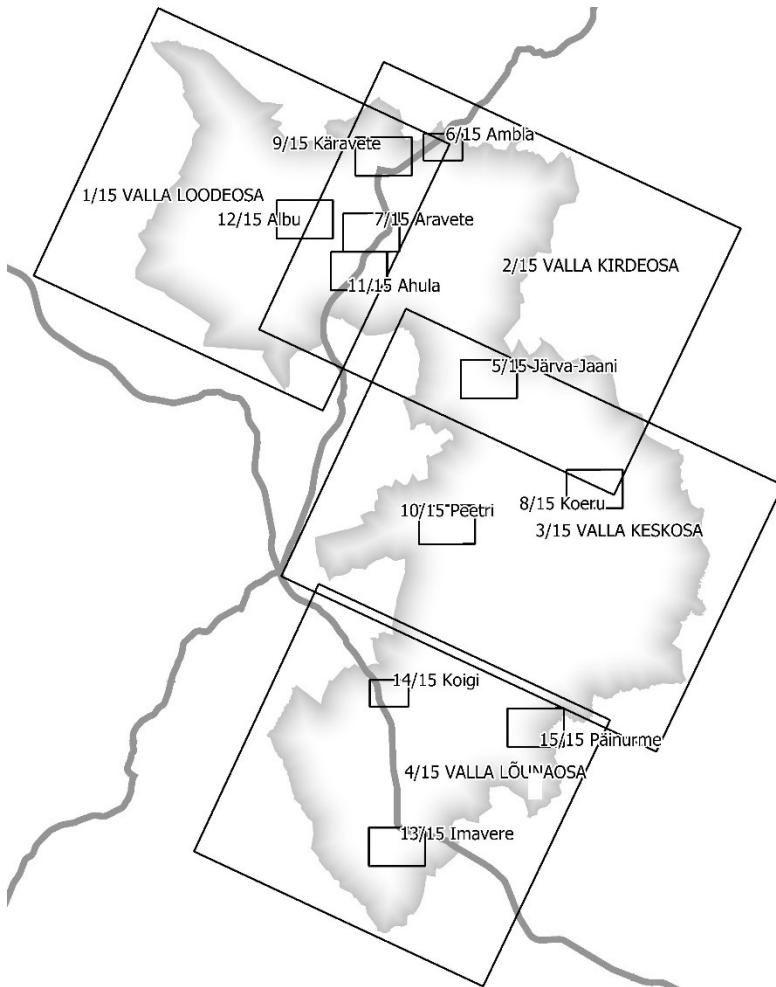 6/15 Ambla
9/15 Käravete
1/15 VALLA LOODEOSA
12/15 Albu
7/15 Aravete
2/15 VALLA KIRDEOSA
11/15 Ahula
5/15 Järva-Jaani
8/15 Koeru
10/15 Peetri
3/15 VALLA KESKOSA
14/15 Koigi
15/15 Päinurme
4/15 VALLA LÕUNAOSA
13/15 Imavere